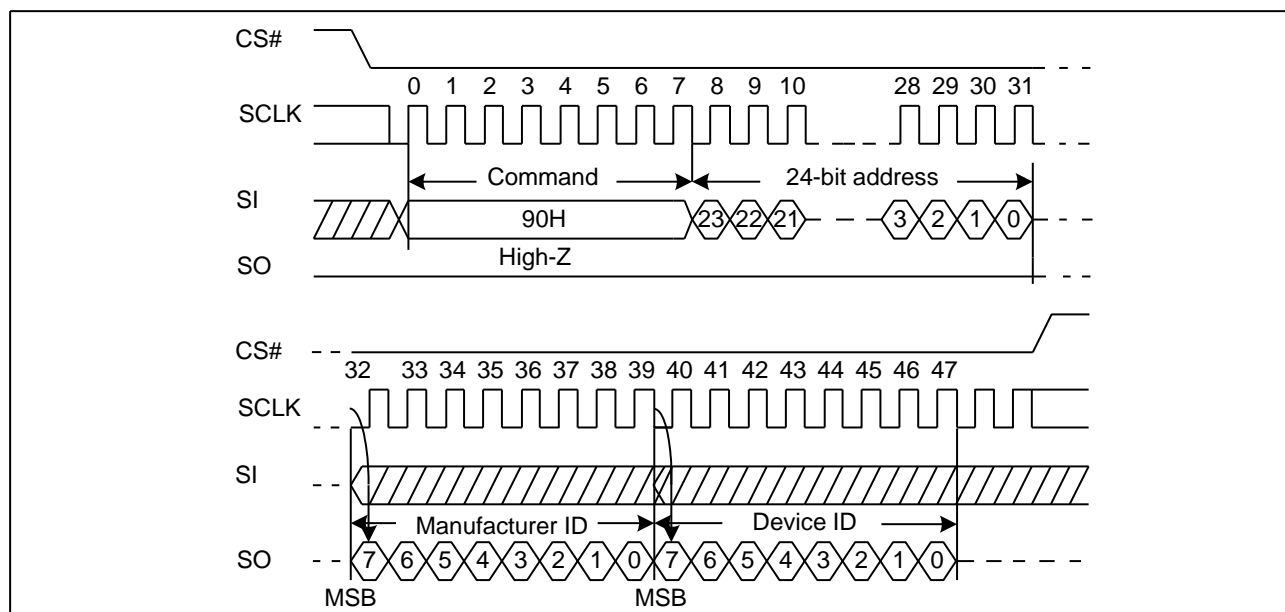 CS#
0 1 2 3 4 5 6 7 8 9 10 28 29 30 31
SCLK
Command 24-bit address
SI
90H 23 22 21 3 2 1 0
High-Z
SO
CS#
32 33 34 35 36 37 38 39 40 41 42 43 44 45 46 47
SCLK
SI
Manufacturer ID Device ID
SO 7 6 5 4 3 2 1 0 7 6 5 4 3 2 1 0
MSB MSB